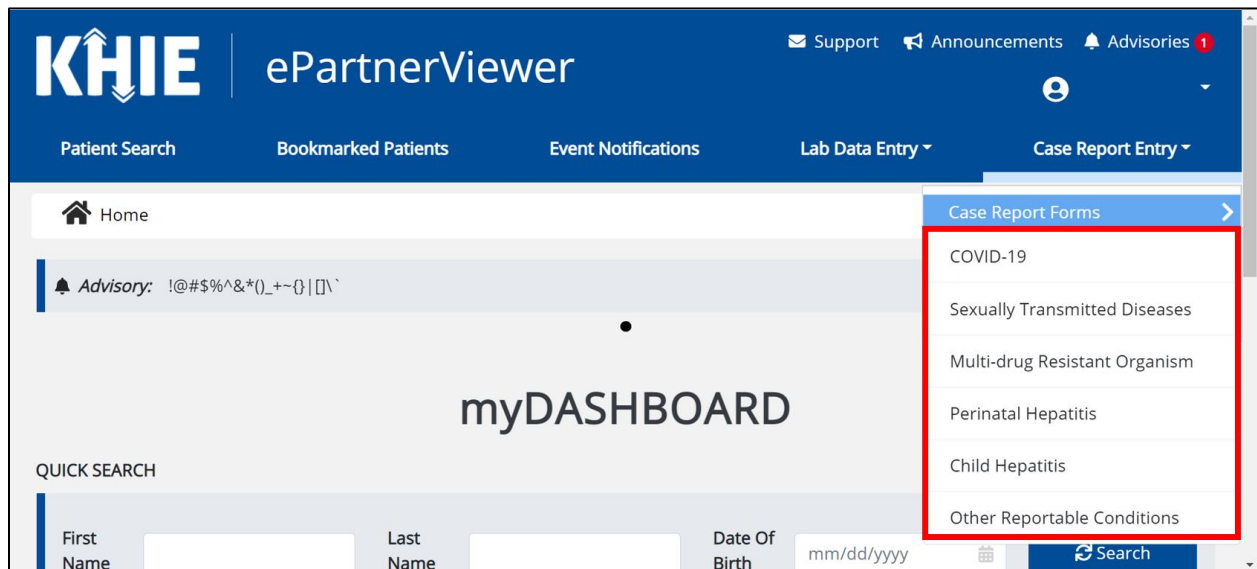 KHIE ePartnerViewer
Support Announcements Advisories 1
Patient Search Bookmarked Patients Event Notifications Lab Data Entry Case Report Entry
Home
Case Report Forms
COVID-19
Sexually Transmitted Diseases
Multi-drug Resistant Organism
Perinatal Hepatitis
Child Hepatitis
Other Reportable Conditions
Advisory: !@#$%^&*()_+~{}|[]\`
myDASHBOARD
QUICK SEARCH
First Name
Last Name
Date Of Birth
mm/dd/yyyy
Search